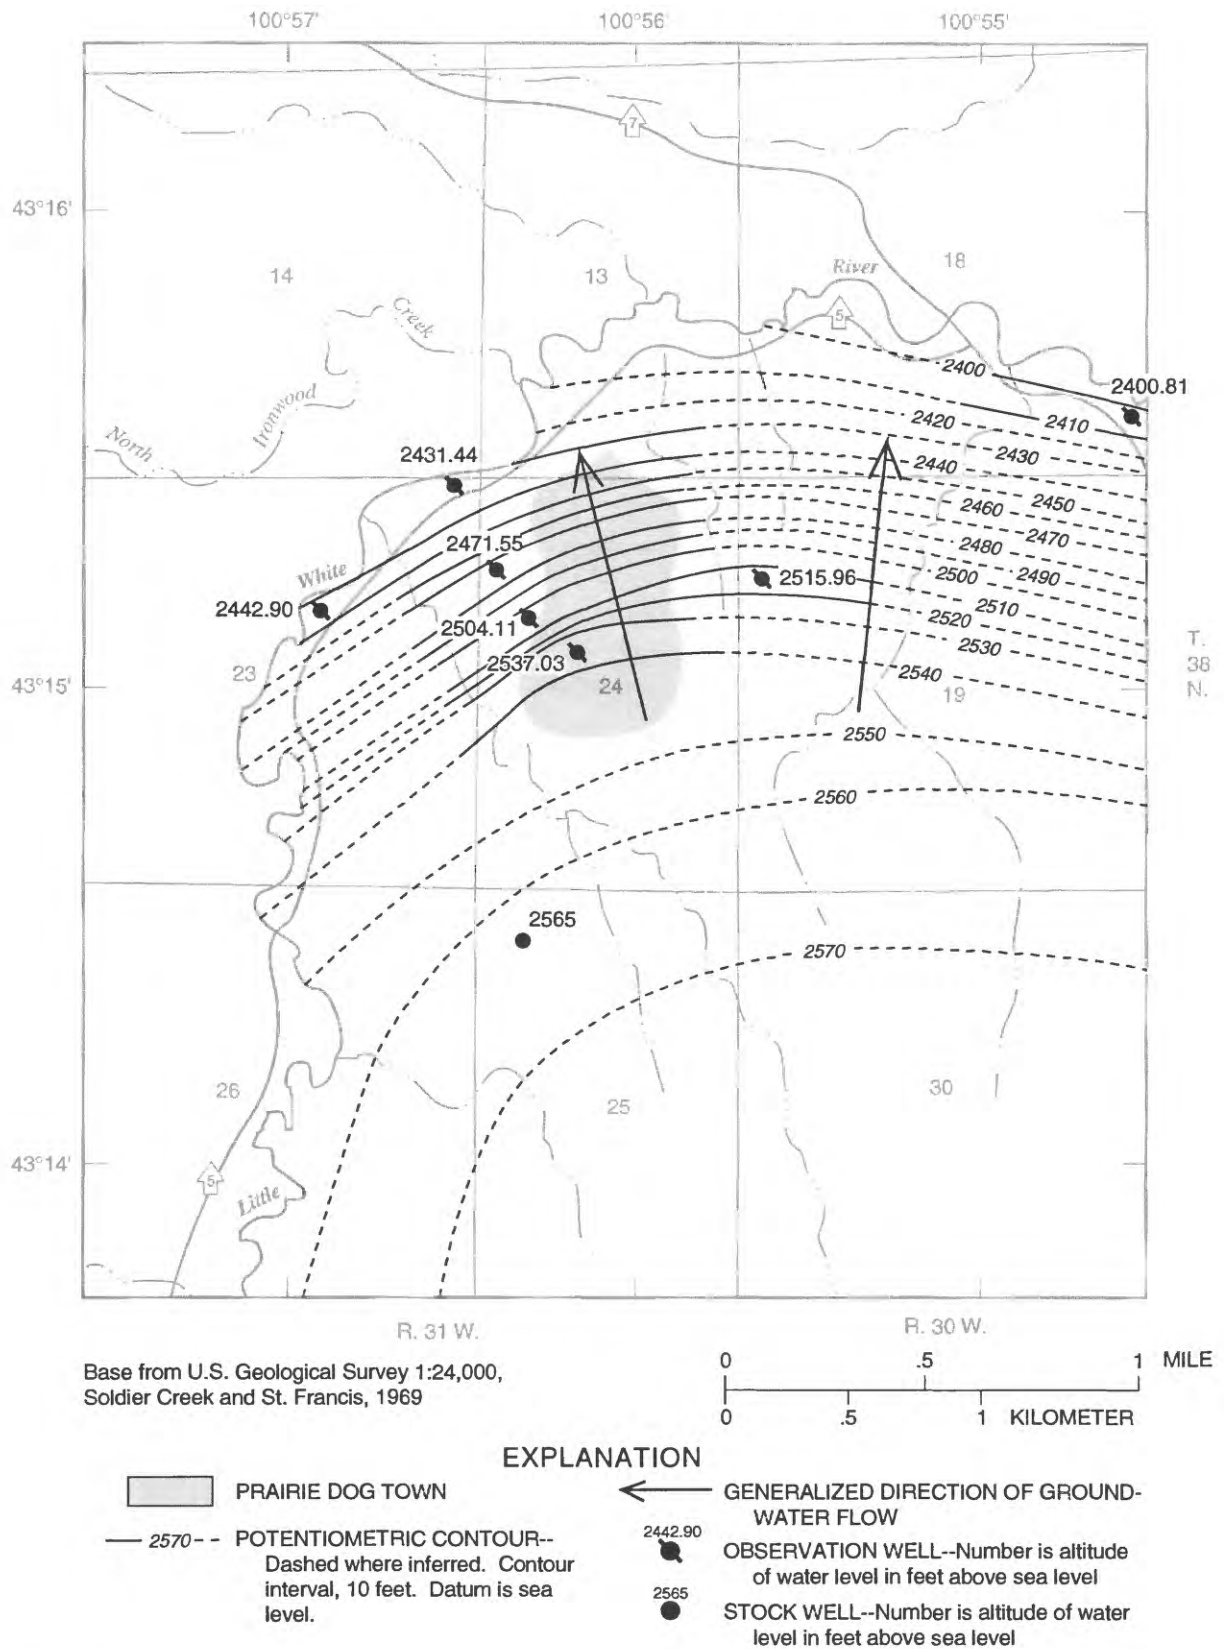 100°57' 100°56' 100°55'
7
43°16'
14 13 River 18
5
Creek
2400
2400.81
Ironwood
2420 2410
North
2431.44
2430
2440
2450
2460
2471.55
2470
2480
White
2500 2490
2515.96
2442.90
2510
2504.11
2520
2530
2537.03
T.
38
N.
23
2540
43°15'
24
19
2550
2560
2565
2570
26
25
30
43°14'
5
Little
R. 31 W. R. 30 W.
Base from U.S. Geological Survey 1:24,000,
Soldier Creek and St. Francis, 1969
0 .5 1 MILE
0 .5 1 KILOMETER
EXPLANATION
PRAIRIE DOG TOWN
2570 POTENTIOMETRIC CONTOUR--
Dashed where inferred. Contour
interval, 10 feet. Datum is sea
level.
GENERALIZED DIRECTION OF GROUND-
WATER FLOW
2442.90
OBSERVATION WELL--Number is altitude
of water level in feet above sea level
2565
STOCK WELL--Number is altitude of water
level in feet above sea level